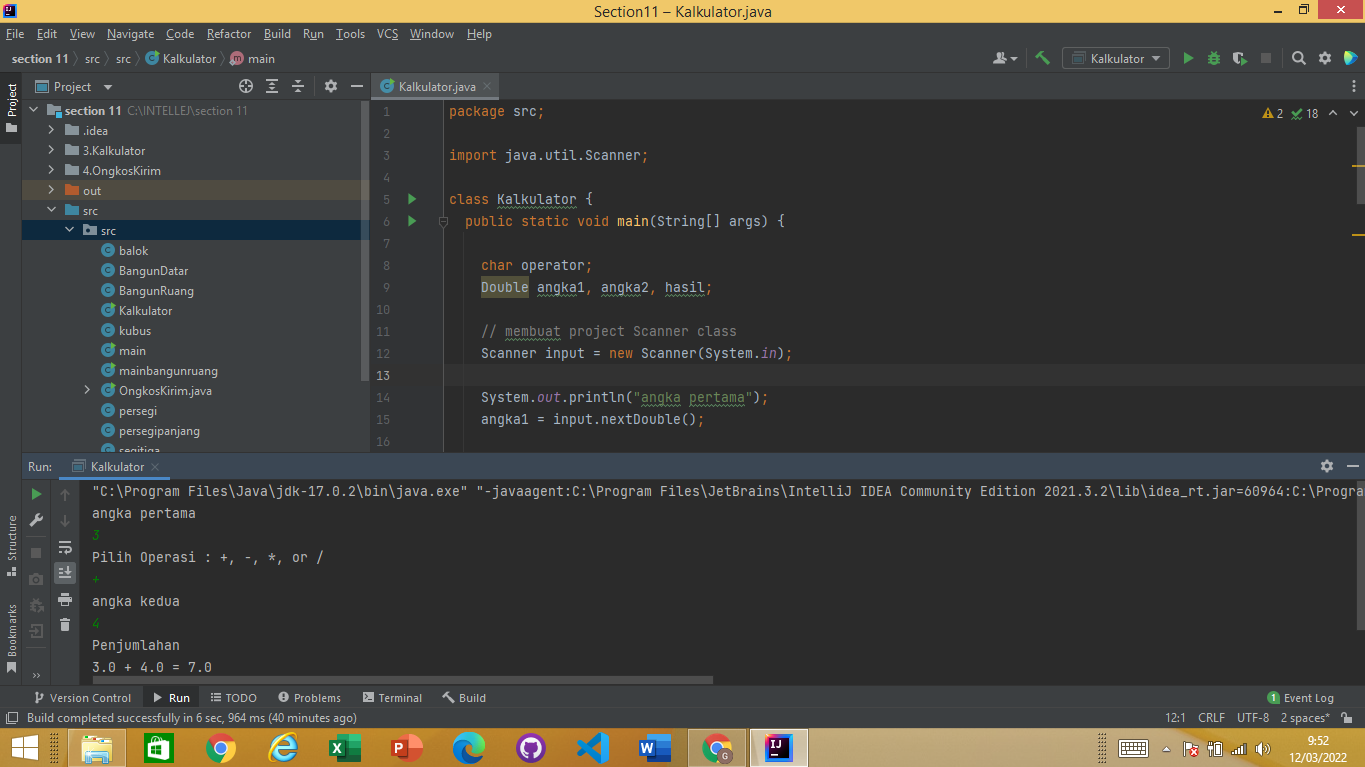 Section11 – Kalkulator.java
File Edit View Navigate Code Refactor Build Run Tools VCS Window Help
section 11 src src Kalkulator main
Kalkulator
Project
Project
section 11 C:\INTELLEJ\section 11
.idea
3.Kalkulator
4.OngkosKirim
out
src
src
balok
BangunDatar
BangunRuang
Kalkulator
kubus
main
mainbangunruang
OngkosKirim.java
persegi
persegipanjang
segitiga
Kalkulator.java
2 18
1 package src;
2
3 import java.util.Scanner;
4
5 class Kalkulator {
6 public static void main(String[] args) {
7
8 char operator;
9 Double angka1, angka2, hasil;
10
11 // membuat project Scanner class
12 Scanner input = new Scanner(System.in);
13
14 System.out.println("angka pertama");
15 angka1 = input.nextDouble();
16
Run: Kalkulator
"C:\Program Files\Java\jdk-17.0.2\bin\java.exe" "-javaagent:C:\Program Files\JetBrains\IntelliJ IDEA Community Edition 2021.3.2\lib\idea_rt.jar=60964:C:\Progra
angka pertama
3
Pilih Operasi : +, -, *, or /
+
angka kedua
4
Penjumlahan
3.0 + 4.0 = 7.0
Structure
Bookmarks
Version Control Run TODO Problems Terminal Build
1 Event Log
Build completed successfully in 6 sec, 964 ms (40 minutes ago)
12:1 CRLF UTF-8 2 spaces*
9:52
12/03/2022